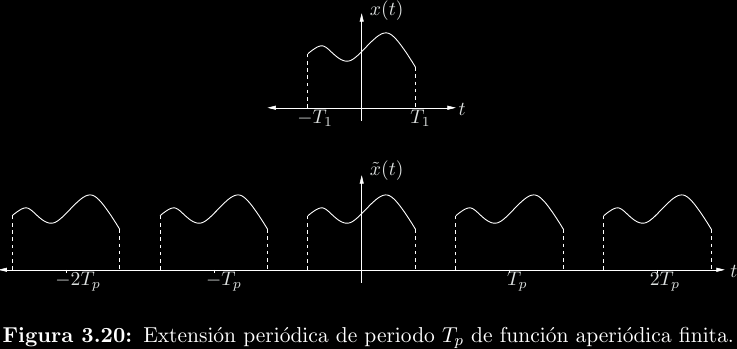 x(t)
−T₁ T₁ t
x̃(t)
−2Tₚ −Tₚ Tₚ 2Tₚ t
Figura 3.20: Extensión periódica de periodo Tₚ de función aperiódica finita.